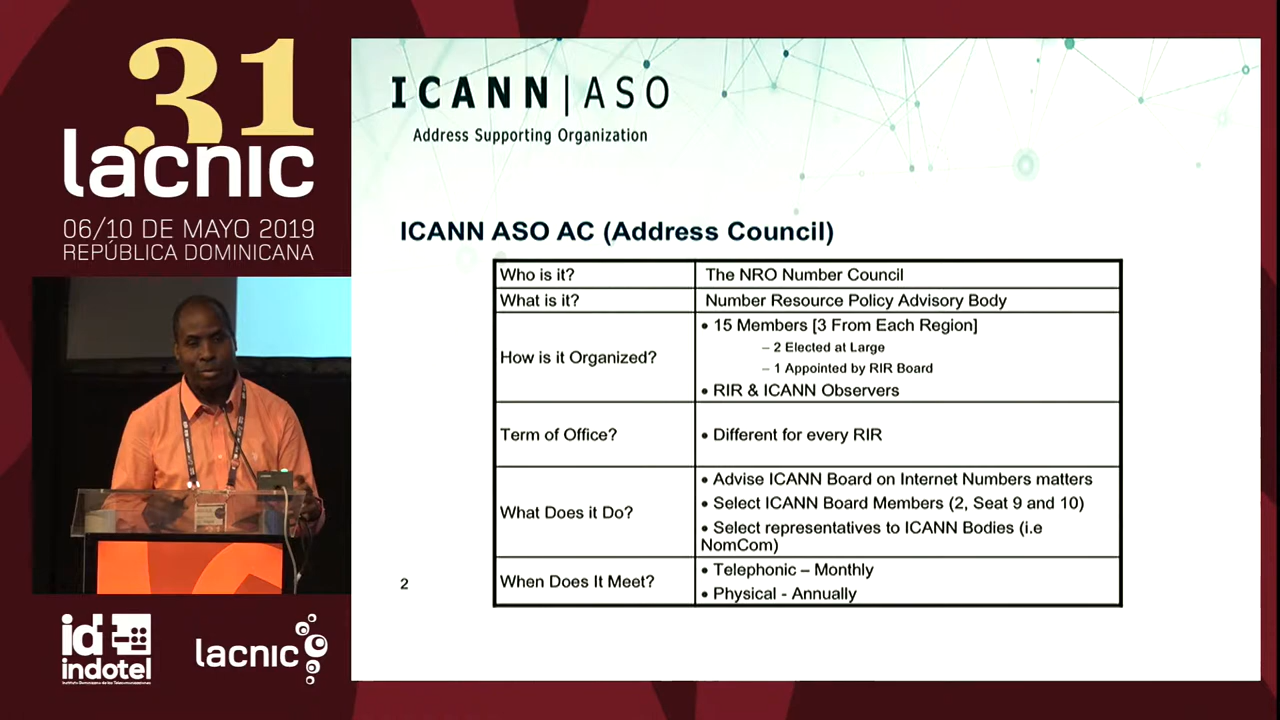 31
lacnic
06/10 DE MAYO 2019
REPÚBLICA DOMINICANA
ICANN|ASO
Address Supporting Organization
ICANN ASO AC (Address Council)
Who is it?
The NRO Number Council
What is it?
Number Resource Policy Advisory Body
How is it Organized?
• 15 Members [3 From Each Region]
– 2 Elected at Large
– 1 Appointed by RIR Board
• RIR & ICANN Observers
Term of Office?
• Different for every RIR
What Does it Do?
• Advise ICANN Board on Internet Numbers matters
• Select ICANN Board Members (2, Seat 9 and 10)
• Select representatives to ICANN Bodies (i.e
NomCom)
When Does It Meet?
• Telephonic – Monthly
• Physical - Annually
2
id
indotel
Instituto Dominicano de las Telecomunicaciones
lacnic